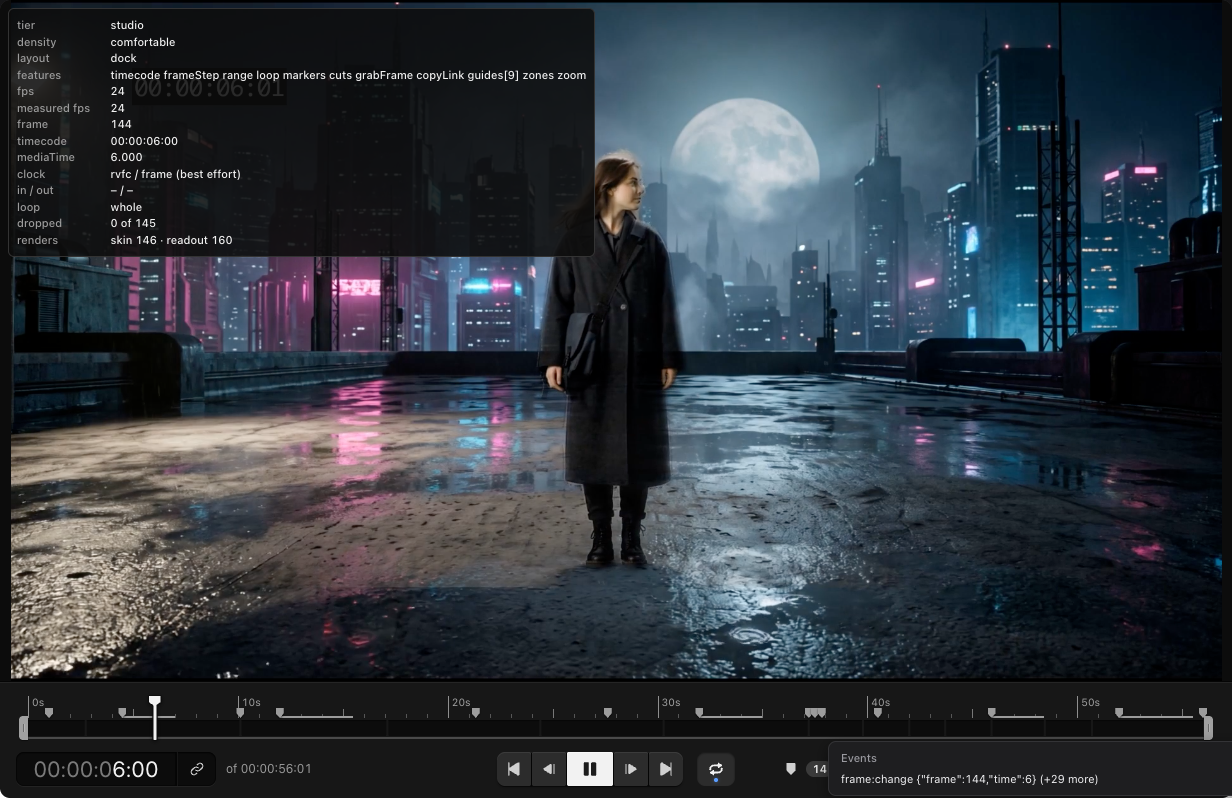 tier studio
density comfortable
layout dock
features timecode frameStep range loop markers cuts grabFrame copyLink guides[9] zones zoom
00:00:06:01
fps 24
measured fps 24
frame 144
timecode 00:00:06:00
mediaTime 6.000
clock rvfc / frame (best effort)
in / out – / –
loop whole
dropped 0 of 145
renders skin 146 · readout 160
0s 10s 20s 30s 40s 50s
00:00:06:00 of 00:00:56:01 14
Events
frame:change {"frame":144,"time":6} (+29 more)